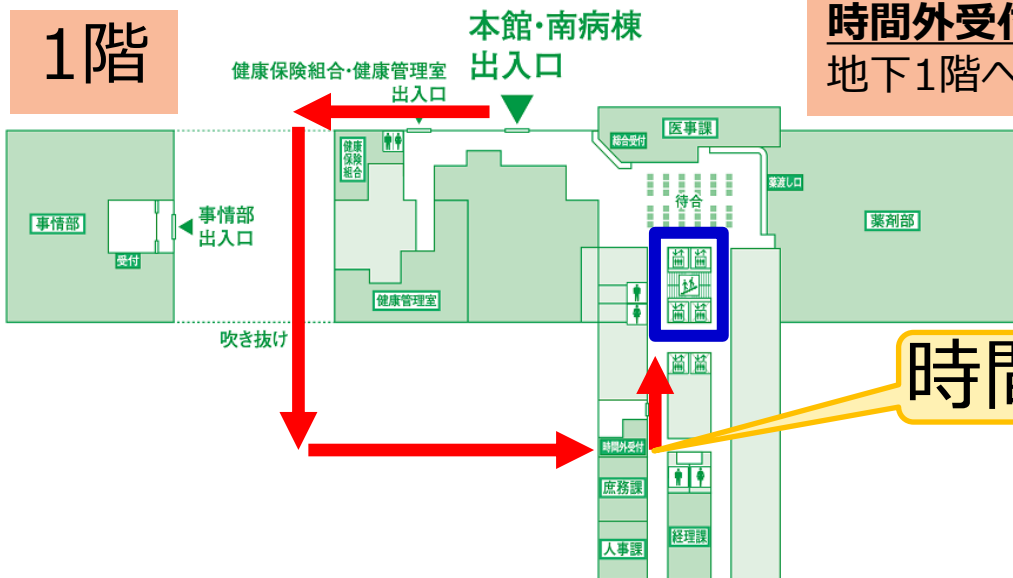 1階
本館・南病棟
出入口
時間外受付
地下1階へ
健康保険組合・健康管理室
出入口
医事課
総合受付
健康
保険
組合
薬渡し口
待合
事情部
事情部
出入口
受付
薬剤部
健康管理室
吹き抜け
時間
時間外受付
庶務課
経理課
人事課